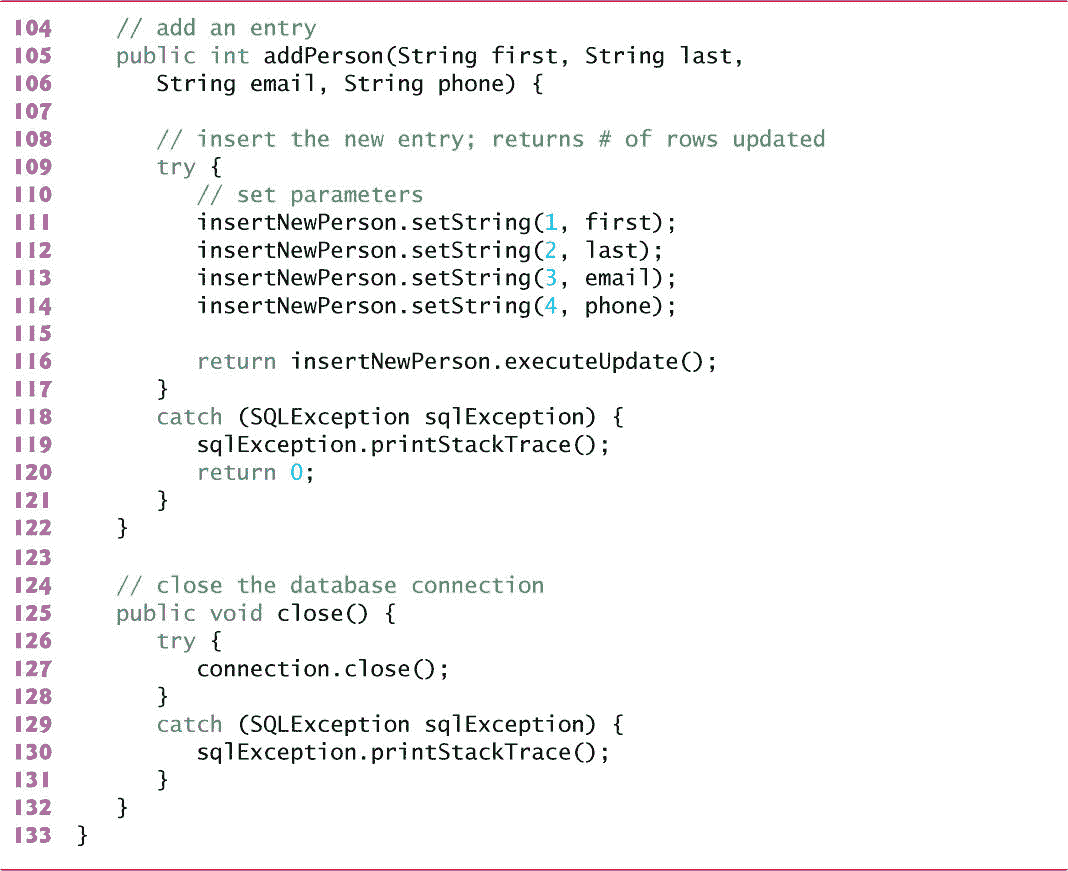 104 // add an entry
105 public int addPerson(String first, String last,
106 String email, String phone) {
107
108 // insert the new entry; returns # of rows updated
109 try {
110 // set parameters
111 insertNewPerson.setString(1, first);
112 insertNewPerson.setString(2, last);
113 insertNewPerson.setString(3, email);
114 insertNewPerson.setString(4, phone);
115
116 return insertNewPerson.executeUpdate();
117 }
118 catch (SQLException sqlException) {
119 sqlException.printStackTrace();
120 return 0;
121 }
122 }
123
124 // close the database connection
125 public void close() {
126 try {
127 connection.close();
128 }
129 catch (SQLException sqlException) {
130 sqlException.printStackTrace();
131 }
132 }
133 }